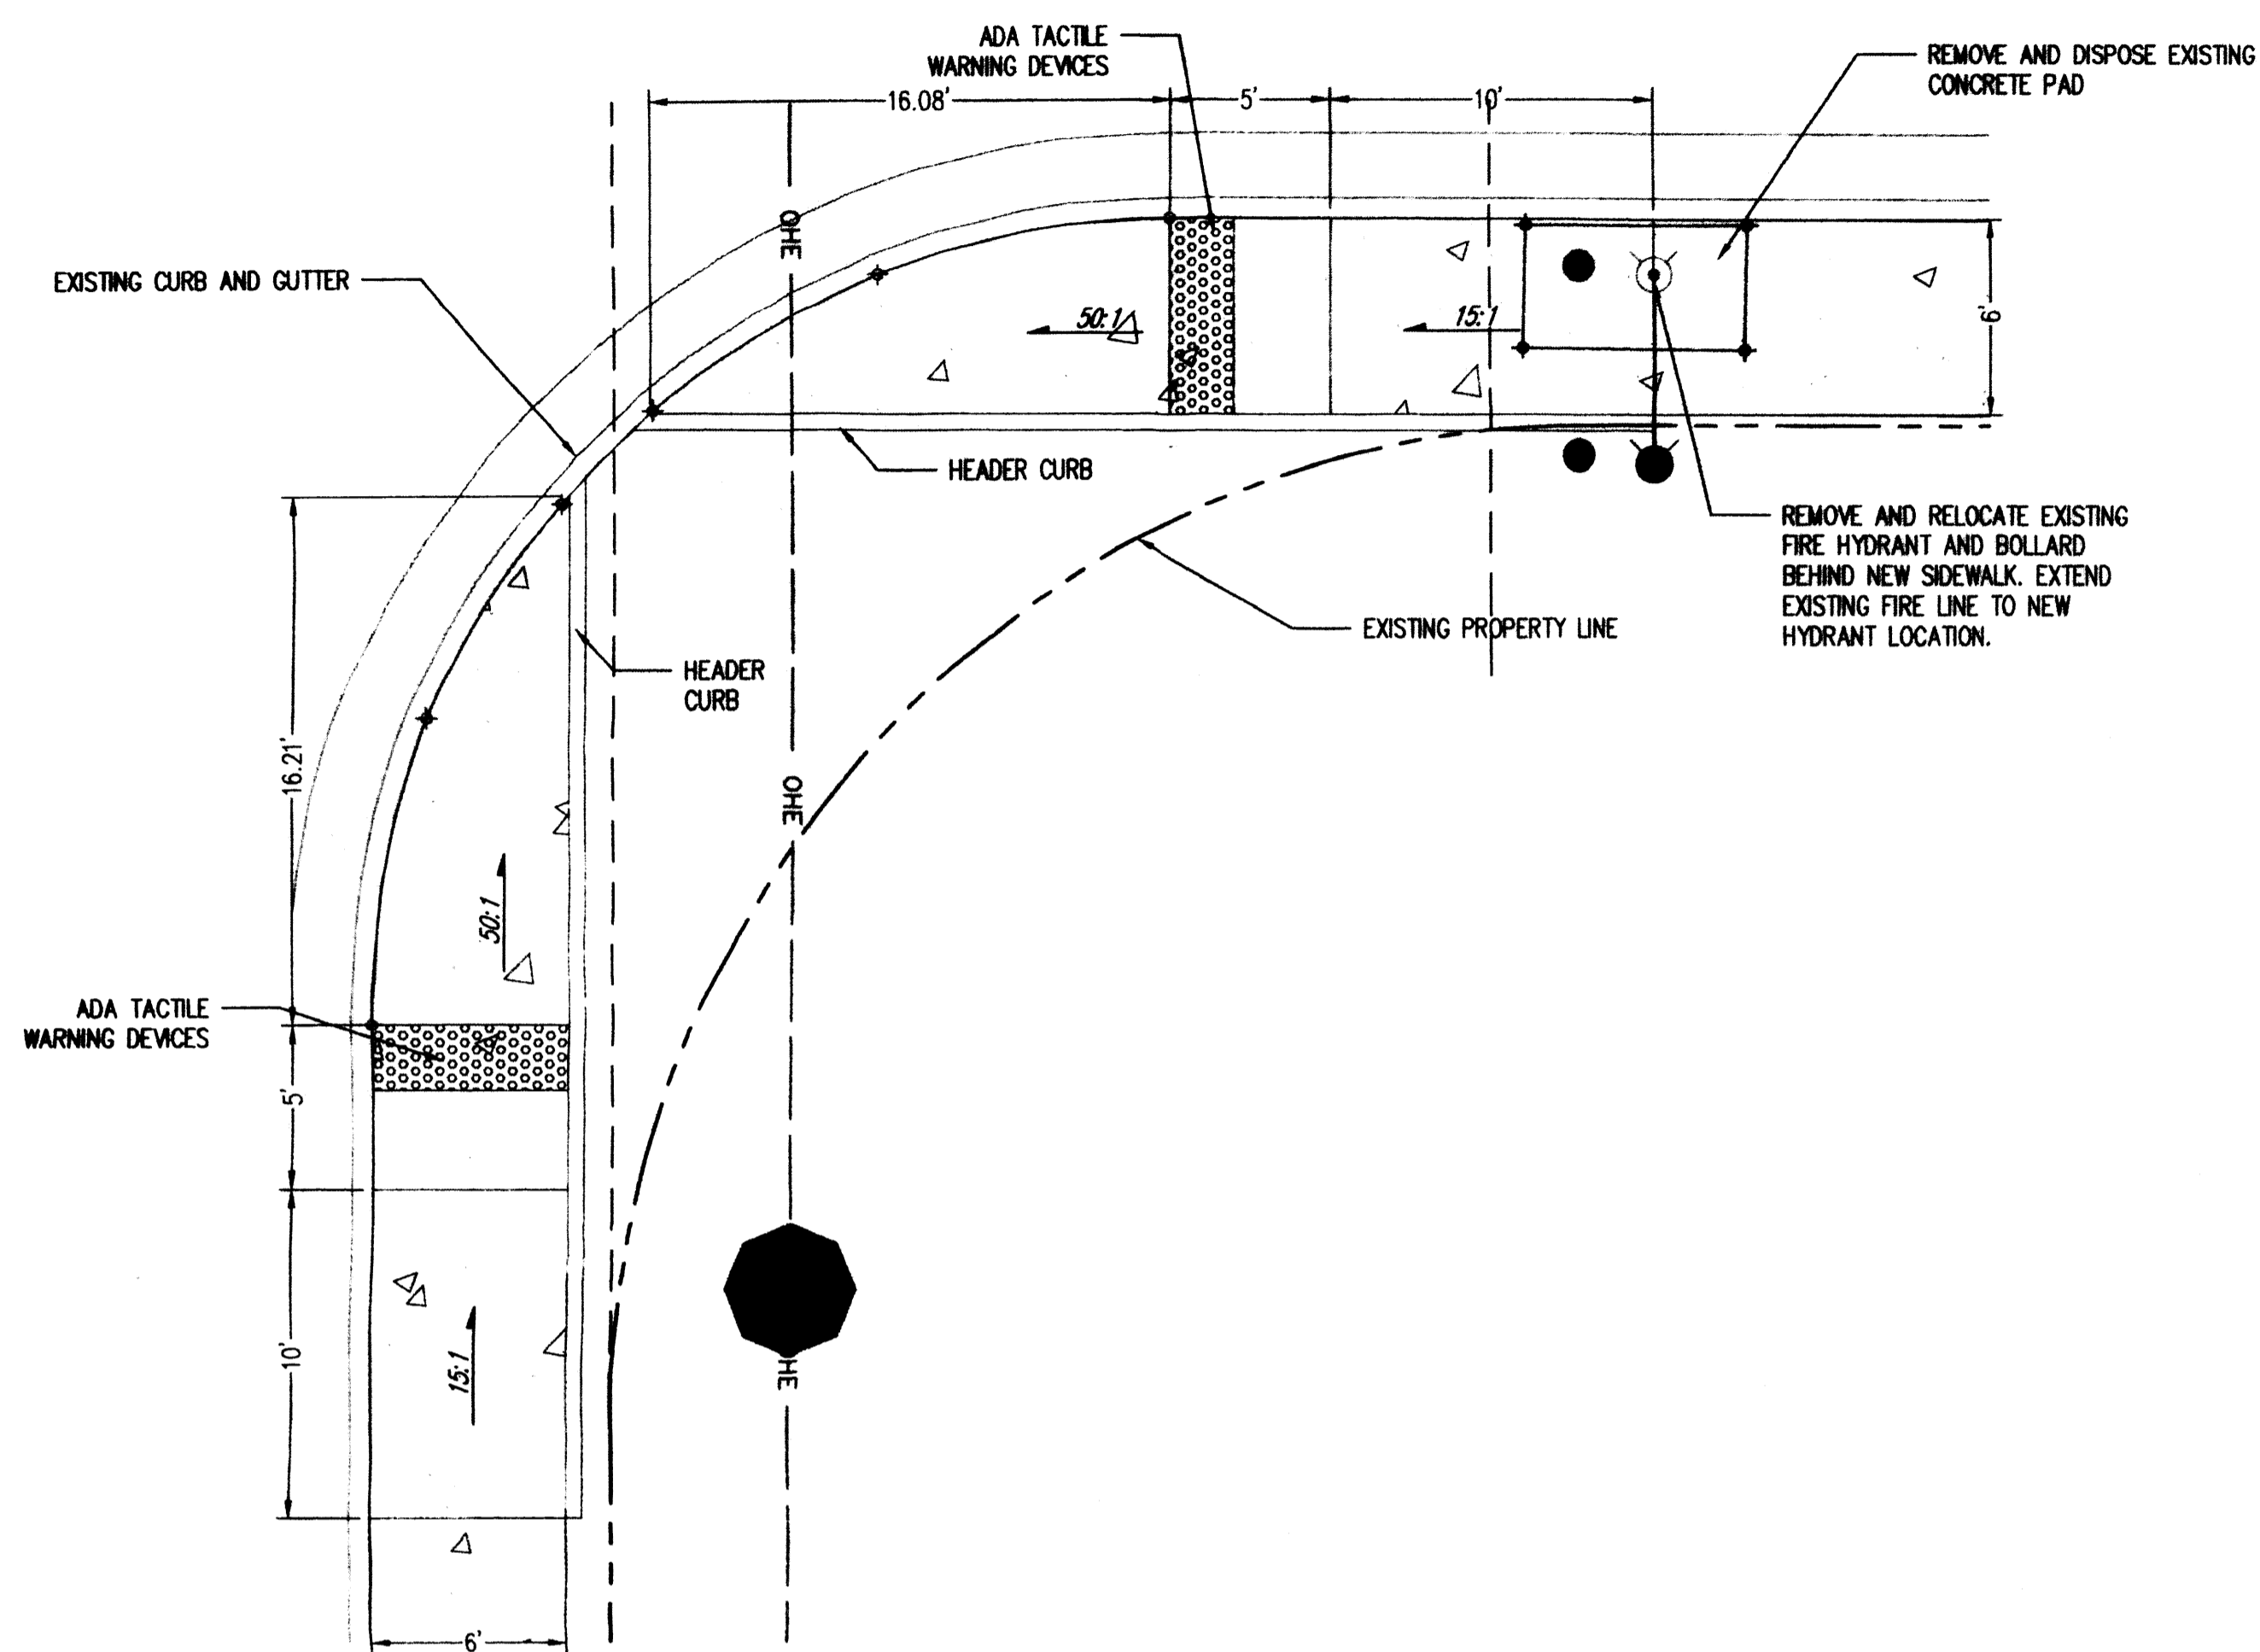 ADA TACTILE
WARNING DEVICES
REMOVE AND DISPOSE EXISTING
CONCRETE PAD
16.08'
5'
10'
OHE
EXISTING CURB AND GUTTER
50:1
15:1
6'
HEADER CURB
REMOVE AND RELOCATE EXISTING
FIRE HYDRANT AND BOLLARD
BEHIND NEW SIDEWALK. EXTEND
EXISTING FIRE LINE TO NEW
HYDRANT LOCATION.
EXISTING PROPERTY LINE
HEADER
CURB
16.21'
OHE
50:1
ADA TACTILE
WARNING DEVICES
5'
10'
15:1
HE
6'